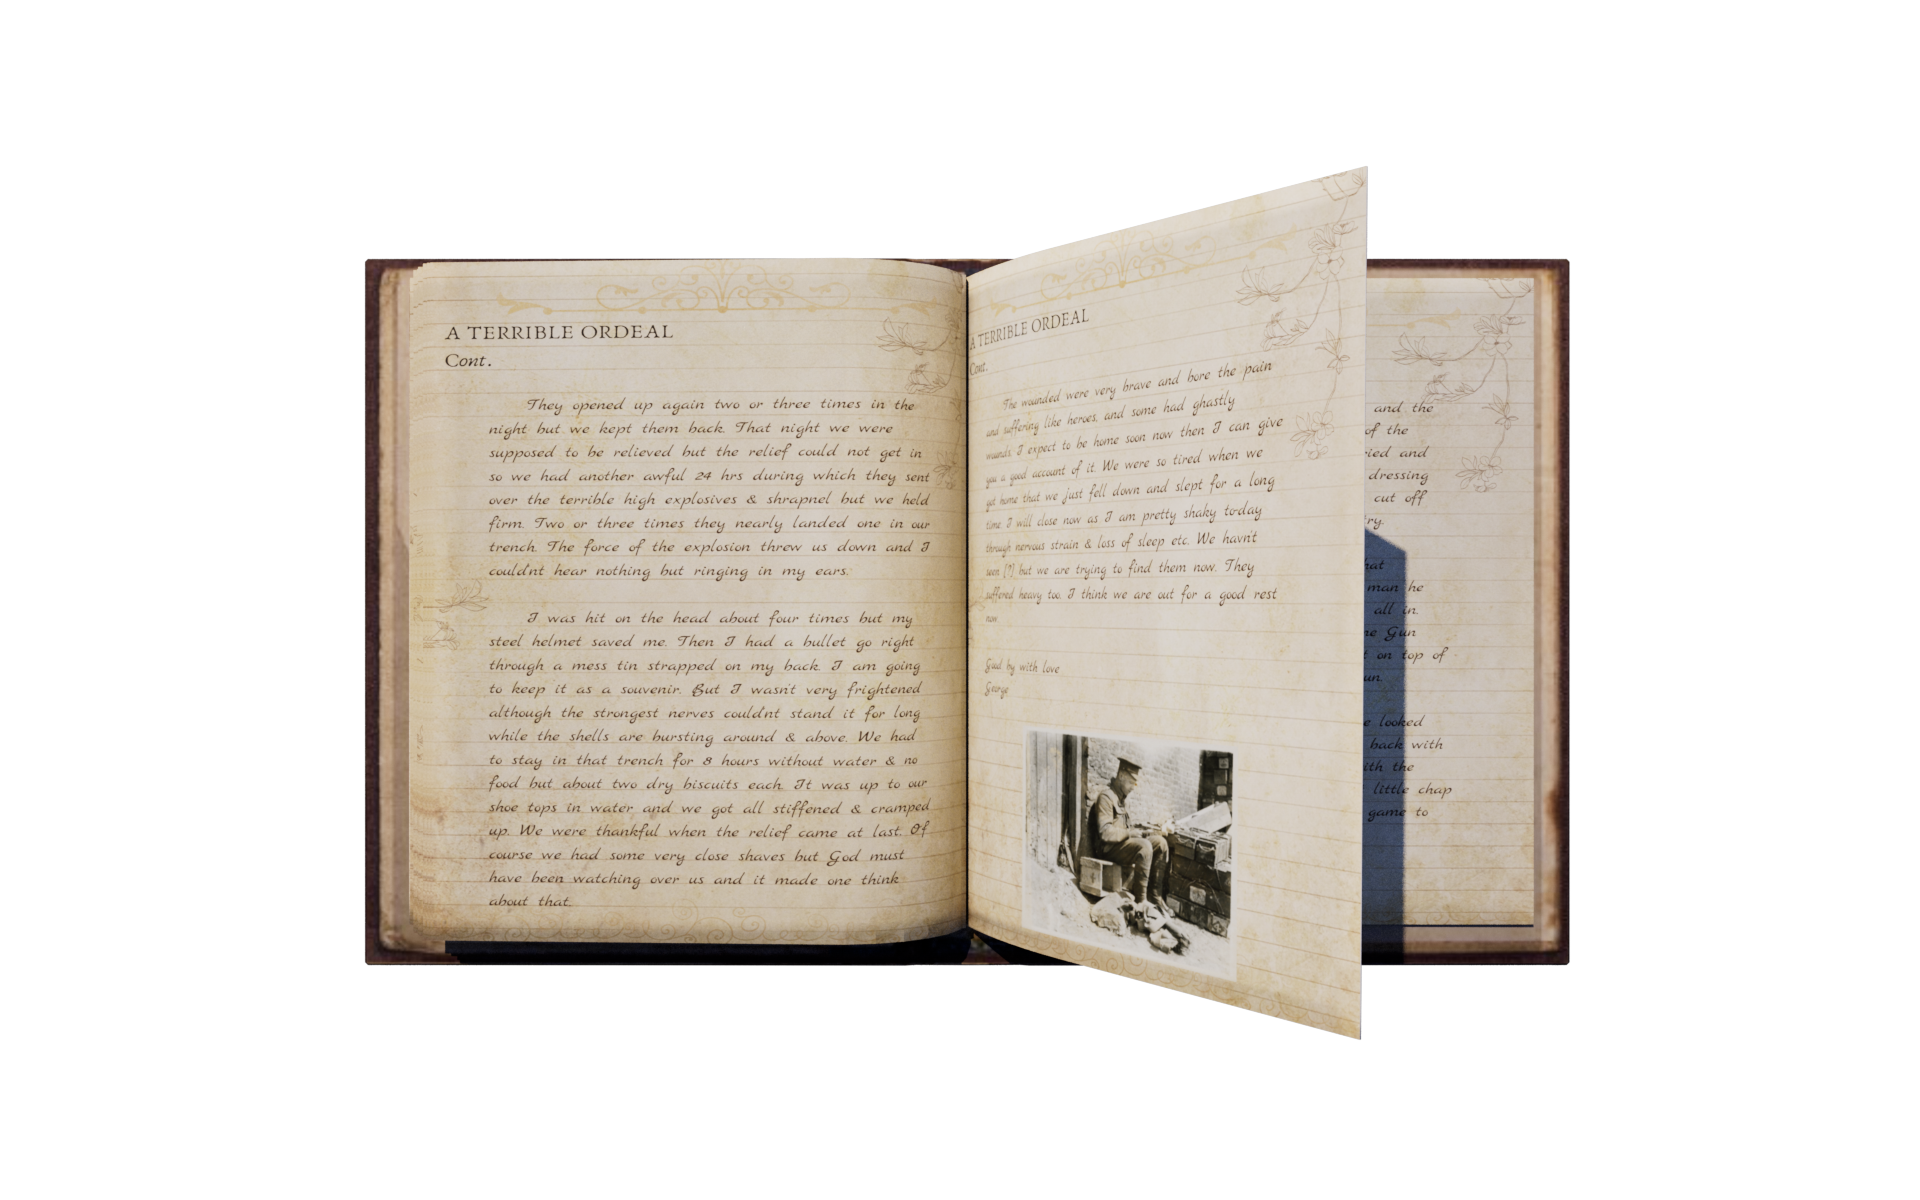 A TERRIBLE ORDEAL
Cont.
They opened up again two or three times in the
night but we kept them back. That night we were
supposed to be relieved but the relief could not get in
so we had another awful 24 hrs during which they sent
over the terrible high explosives & shrapnel but we held
firm. Two or three times they nearly landed one in our
trench. The force of the explosion threw us down and I
could'nt hear nothing but ringing in my ears.
I was hit on the head about four times but my
steel helmet saved me. Then I had a bullet go right
through a mess tin strapped on my back. I am going
to keep it as a souvenir. But I wasn't very frightened
although the strongest nerves could'nt stand it for long
while the shells are bursting around & above. We had
to stay in that trench for 8 hours without water & no
food but about two dry biscuits each. It was up to our
shoe tops in water and we got all stiffened & cramped
up. We were thankful when the relief came at last. Of
course we had some very close shaves but God must
have been watching over us and it made one think
about that.
A TERRIBLE ORDEAL
Cont.
The wounded were very brave and bore the pain
and suffering like heroes, and some had ghastly
wounds. I expect to be home soon now then I can give
you a good account of it. We were so tired when we
got home that we just fell down and slept for a long
time. I will close now as I am pretty shaky to-day
through nervous strain & loss of sleep etc. We hav'nt
seen [?] but we are trying to find them now. They
suffered heavy too. I think we are out for a good rest
now
Good by with love
George
and the
of the
ried and
dressing
cut off
try.
hat
man he
all in
he Gun
t on top of
un.
e looked
back with
ith the
little chap
game to